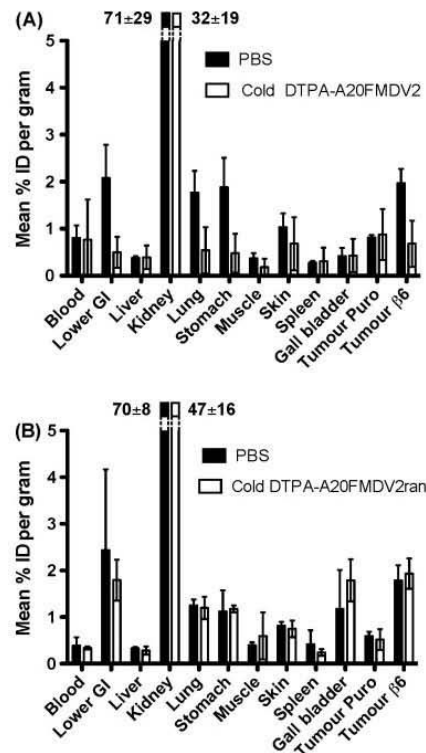 (A)
71±29 32±19
PBS
Cold DTPA-A20FMDV2
Mean % ID per gram
5
4
3
2
1
0
Blood
Lower GI
Liver
Kidney
Lung
Stomach
Muscle
Skin
Spleen
Gall bladder
Tumour Puro
Tumour β6
(B)
70±8 47±16
PBS
Cold DTPA-A20FMDV2ran
Mean % ID per gram
5
4
3
2
1
0
Blood
Lower GI
Liver
Kidney
Lung
Stomach
Muscle
Skin
Spleen
Gall bladder
Tumour Puro
Tumour β6